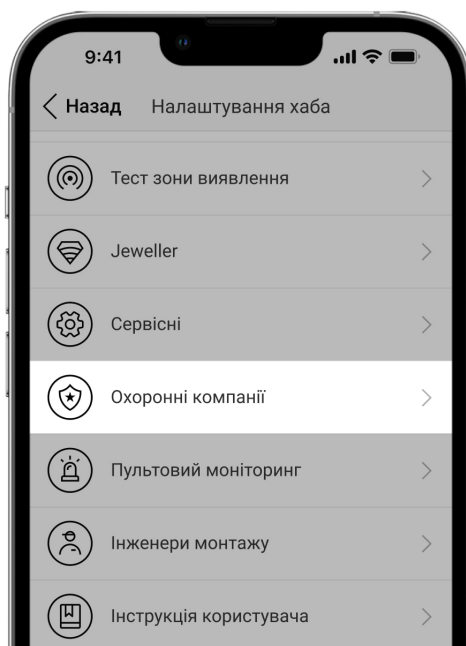 9:41
Назад Налаштування хаба
Тест зони виявлення
Jeweller
Сервісні
Охоронні компанії
Пультовий моніторинг
Інженери монтажу
Інструкція користувача